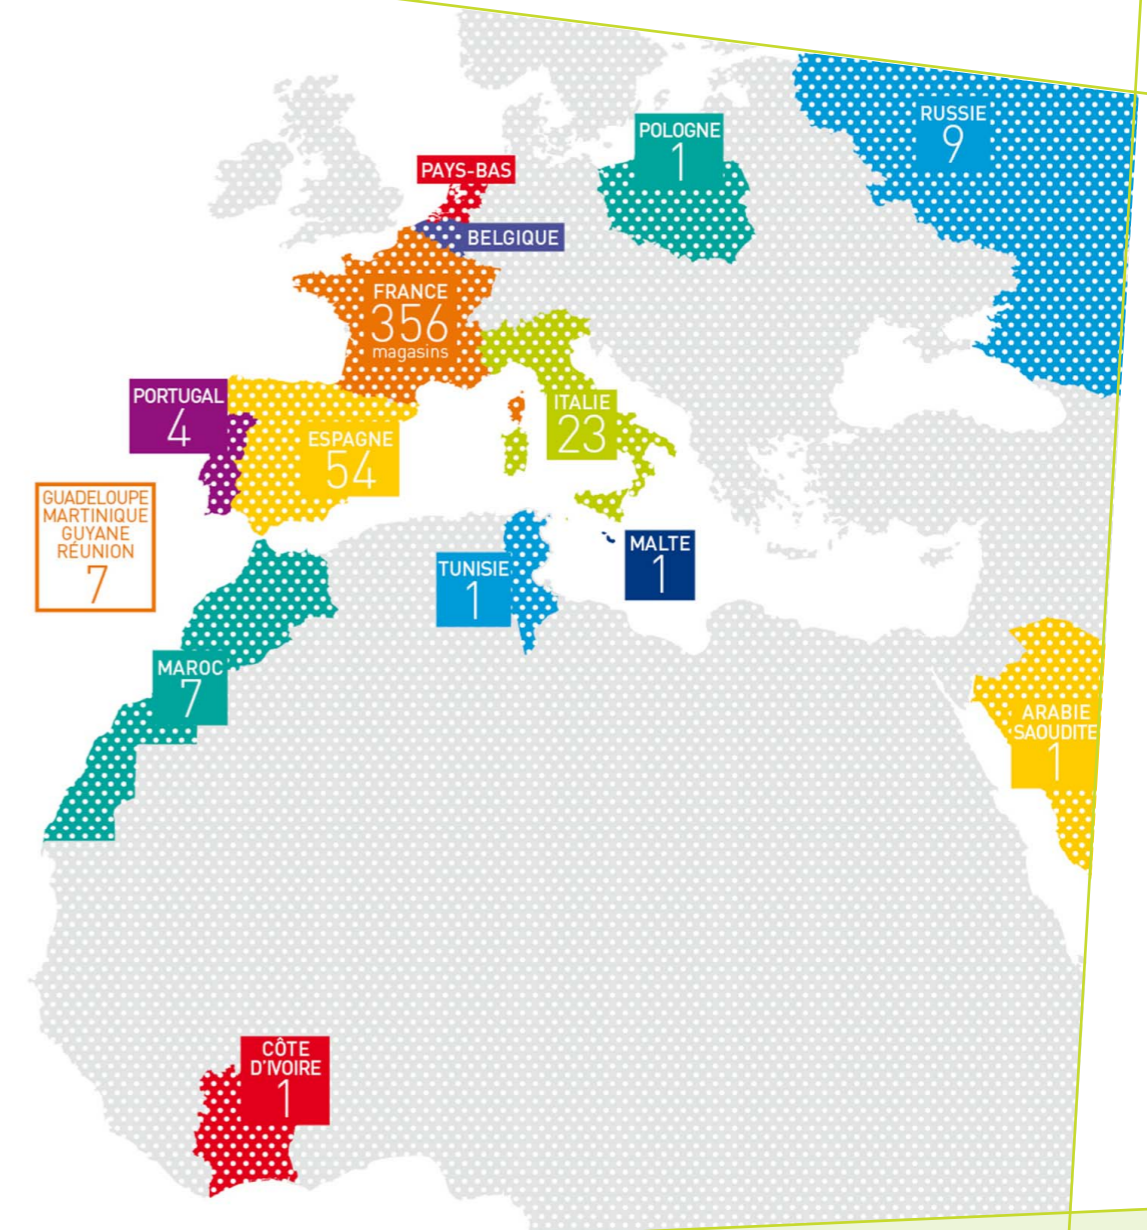 RUSSIE
9
POLOGNE
1
PAYS-BAS
BELGIQUE
FRANCE
356
magasins
PORTUGAL
4
ESPAGNE
54
ITALIE
23
GUADELOUPE
MARTINIQUE
GUYANE
RÉUNION
7
TUNISIE
1
MALTE
1
MAROC
7
ARABIE
SAOUDITE
1
CÔTE
D'IVOIRE
1